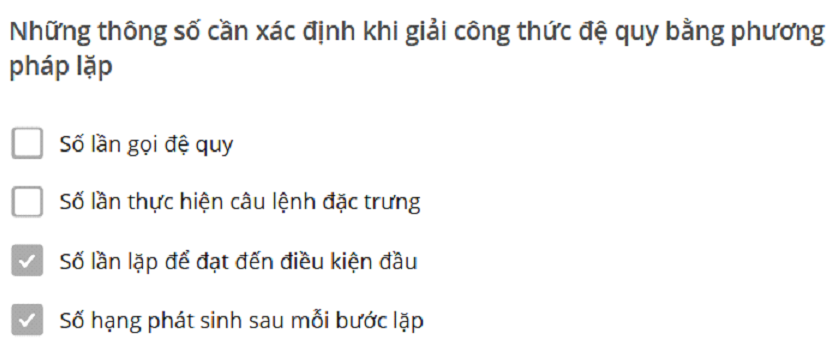 Những thông số cần xác định khi giải công thức đệ quy bằng phương
pháp lặp
Số lần gọi đệ quy
Số lần thực hiện câu lệnh đặc trưng
Số lần lặp để đạt đến điều kiện đầu
Số hạng phát sinh sau mỗi bước lặp